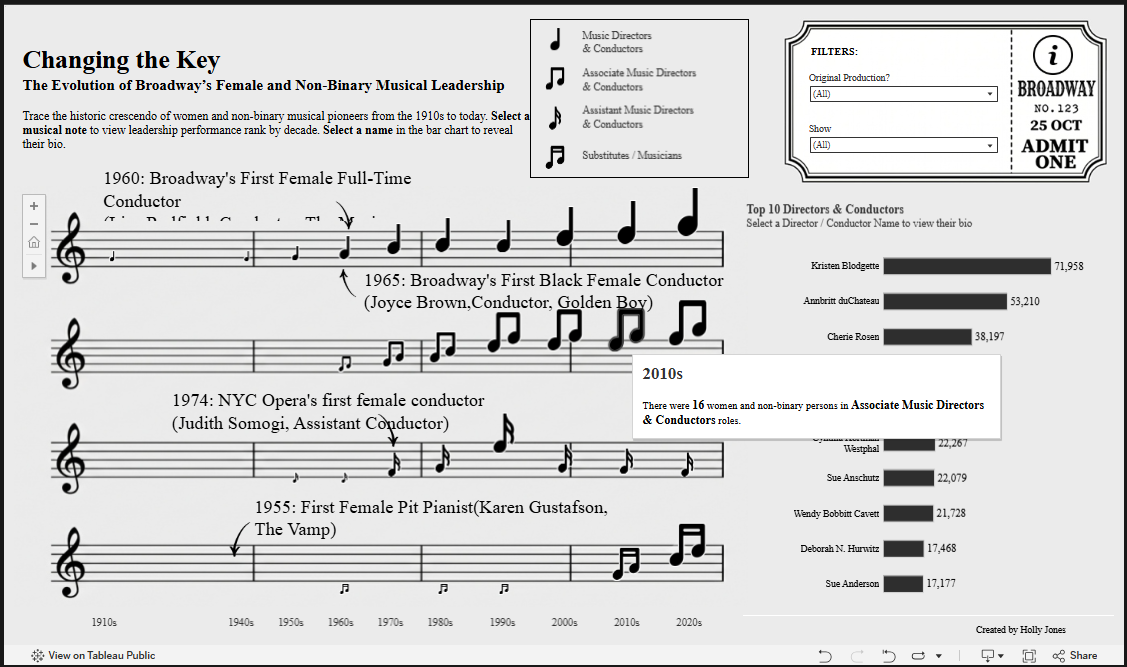 Changing the Key
The Evolution of Broadway's Female and Non-Binary Musical Leadership
Trace the historic crescendo of women and non-binary musical pioneers from the 1910s to today. Select a
musical note to view leadership performance rank by decade. Select a name in the bar chart to reveal
their bio.
Music Directors
& Conductors
Associate Music Directors
& Conductors
Assistant Music Directors
& Conductors
Substitutes / Musicians
FILTERS:
Original Production?
(All)
Show
(All)
i
BROADWAY
NO. 123
25 OCT
ADMIT
ONE
1960: Broadway's First Female Full-Time
Conductor
1965: Broadway's First Black Female Conductor
(Joyce Brown,Conductor, Golden Boy)
1974: NYC Opera's first female conductor
(Judith Somogi, Assistant Conductor)
1955: First Female Pit Pianist(Karen Gustafson,
The Vamp)
1910s 1940s 1950s 1960s 1970s 1980s 1990s 2000s 2010s 2020s
Top 10 Directors & Conductors
Select a Director / Conductor Name to view their bio
Kristen Blodgette 71,958
Annbritt duChateau 53,210
Cherie Rosen 38,197
2010s
There were 16 women and non-binary persons in Associate Music Directors
& Conductors roles.
Westphal 22,267
Sue Anschutz 22,079
Wendy Bobbitt Cavett 21,728
Deborah N. Hurwitz 17,468
Sue Anderson 17,177
Created by Holly Jones
View on Tableau Public
Share